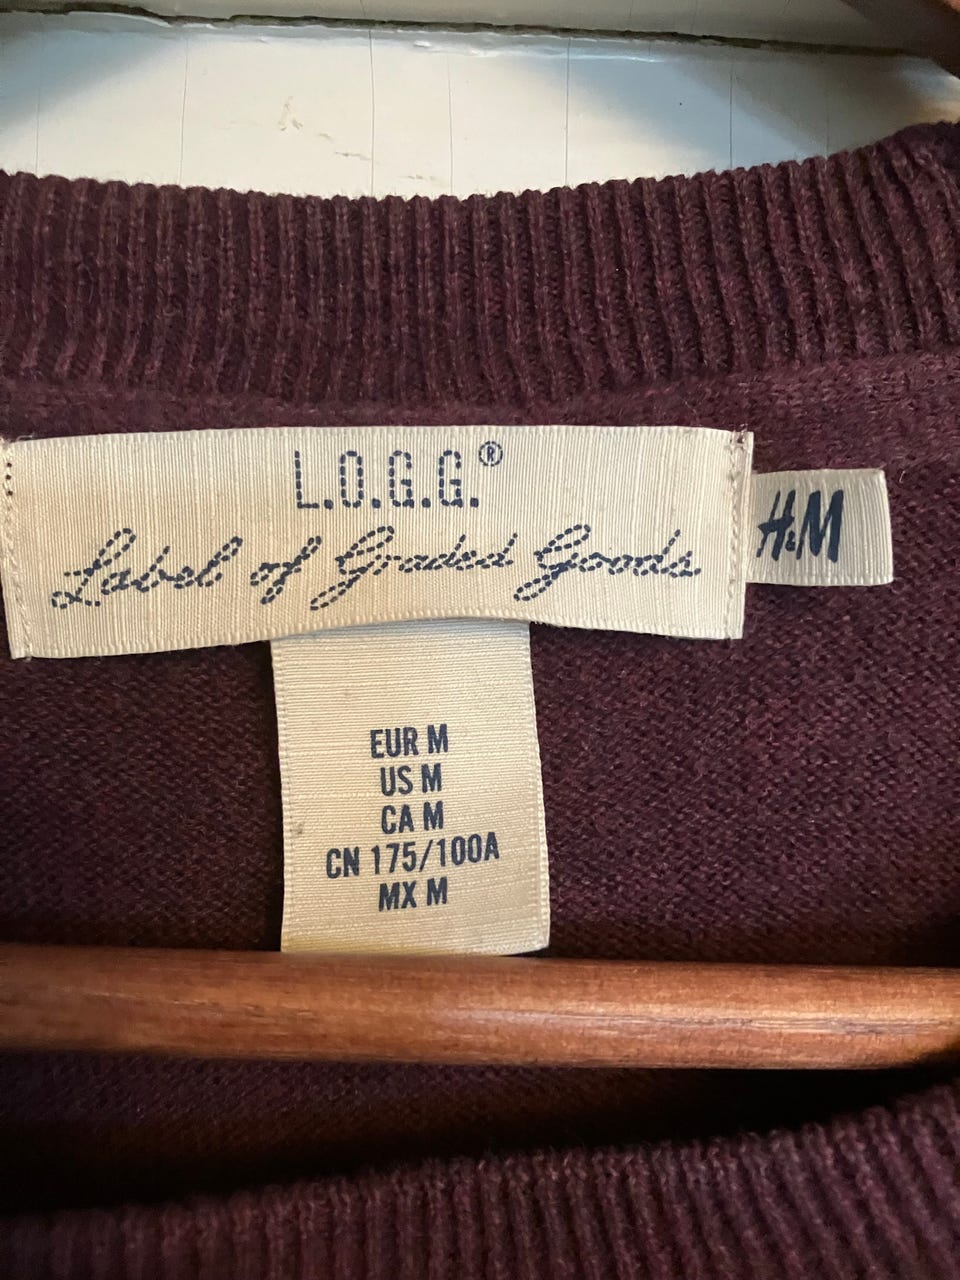 L.O.G.G.®
Label of Graded Goods
H&M
EUR M
US M
CA M
CN 175/100A
MX M